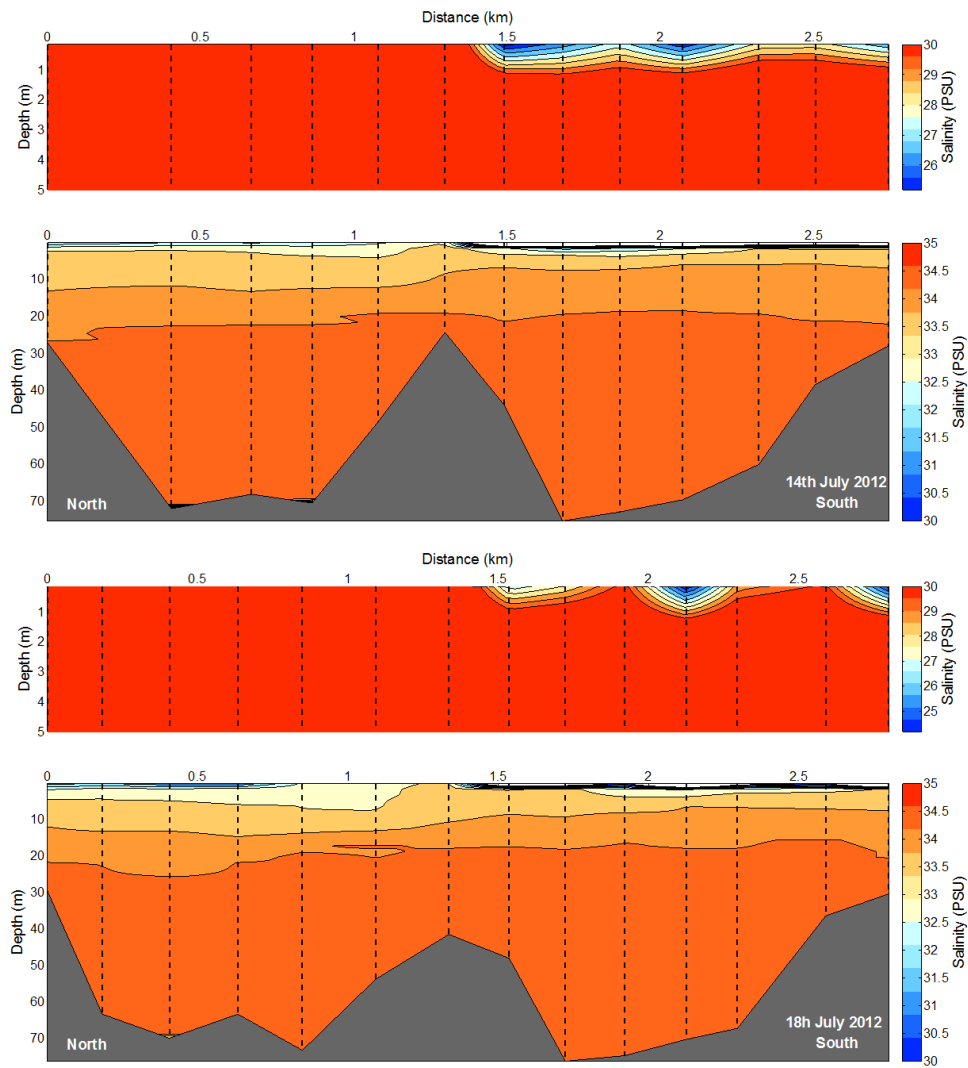 Distance (km)
0 0.5 1 1.5 2 2.5
Depth (m)
1
2
3
4
5
30
29
28
27
26
Salinity (PSU)
0 0.5 1 1.5 2 2.5
Depth (m)
10
20
30
40
50
60
70
North
14th July 2012
South
35
34.5
34
33.5
33
32.5
32
31.5
31
30.5
30
Salinity (PSU)
Distance (km)
0 0.5 1 1.5 2 2.5
Depth (m)
1
2
3
4
5
30
29
28
27
26
25
Salinity (PSU)
0 0.5 1 1.5 2 2.5
Depth (m)
10
20
30
40
50
60
70
North
18h July 2012
South
35
34.5
34
33.5
33
32.5
32
31.5
31
30.5
30
Salinity (PSU)